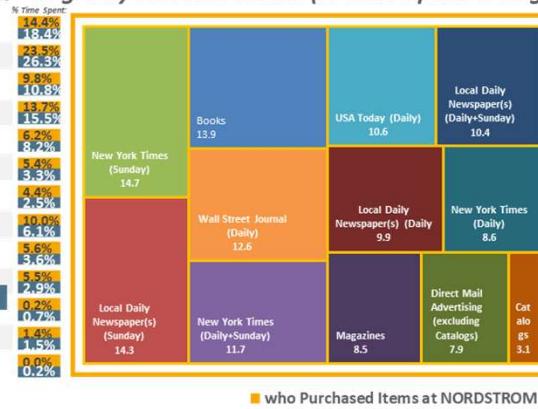 % Time Spent:
14.4%
18.4%
23.5%
26.3%
9.8%
10.8%
13.7%
15.5%
6.2%
8.2%
5.4%
3.3%
4.4%
2.5%
10.0%
6.1%
5.6%
3.6%
5.5%
2.9%
0.2%
0.7%
1.4%
1.5%
0.0%
0.2%
New York Times
(Sunday)
14.7
Local Daily
Newspaper(s)
(Sunday)
14.3
Books
13.9
Wall Street Journal
(Daily)
12.6
New York Times
(Daily+Sunday)
11.7
USA Today (Daily)
10.6
Local Daily
Newspaper(s)
(Daily+Sunday)
10.4
Local Daily
Newspaper(s) (Daily
9.9
New York Times
(Daily)
8.6
Magazines
8.5
Direct Mail
Advertising
(excluding
Catalogs)
7.9
Cat
alo
gs
3.1
who Purchased Items at NORDSTROM